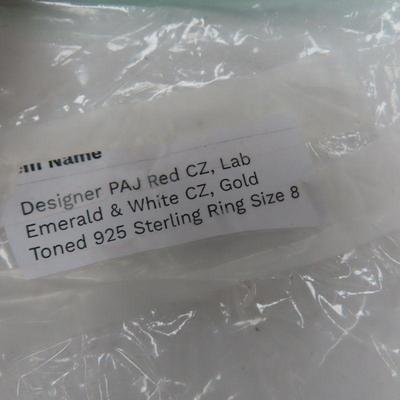 em Name
Designer PAJ Red CZ, Lab
Emerald & White CZ, Gold
Toned 925 Sterling Ring Size 8